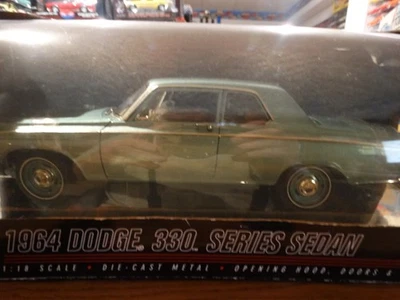 1964 DODGE® 330® SERIES SEDAN
1:18 SCALE • DIE-CAST METAL • OPENING HOOD, DOORS &